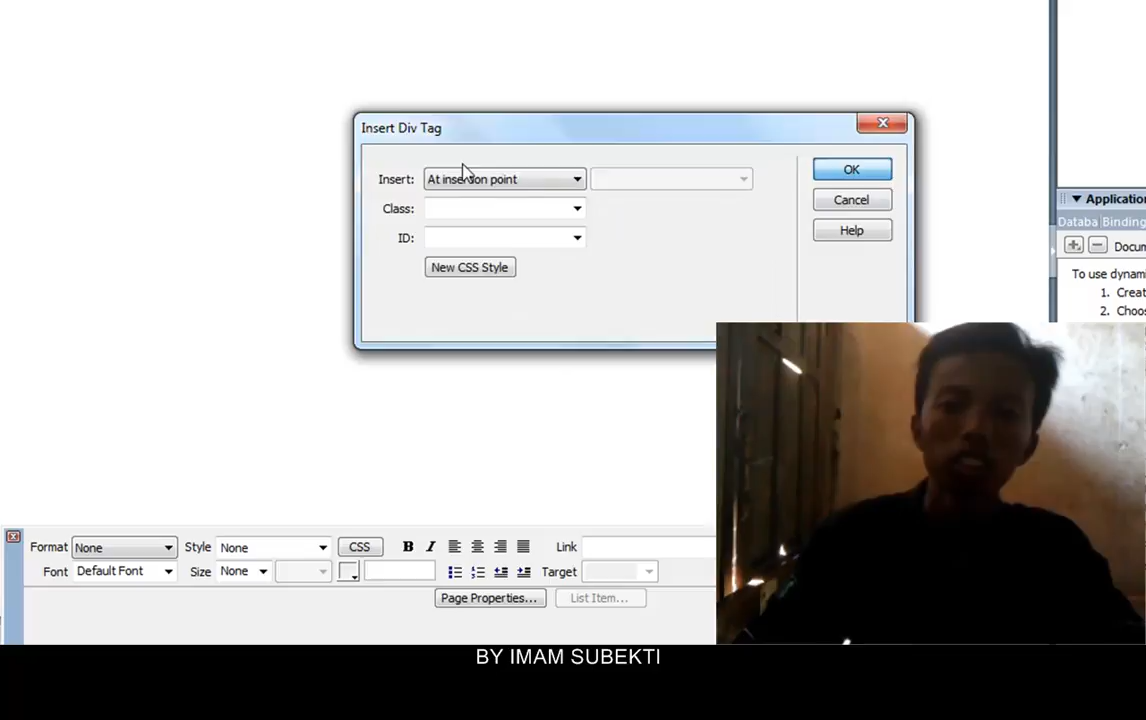 Insert Div Tag
Insert: At insertion point
OK
Class:
Cancel
ID:
Help
New CSS Style
Application
Databa Binding
Docum
To use dynam
1. Creat
2. Choos
Format None Style None CSS B I Link
Font Default Font Size None Target
Page Properties... List Item...
BY IMAM SUBEKTI